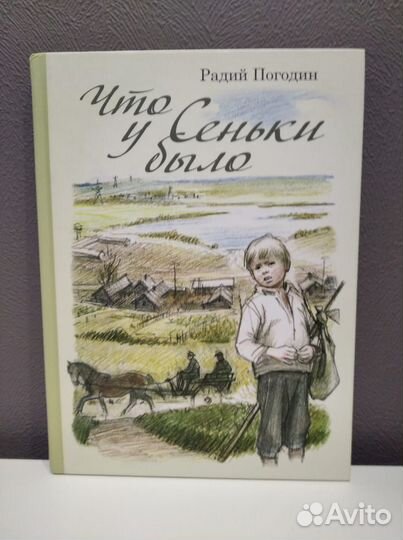 Радий Погодин
Что
у Сеньки
было
Avito